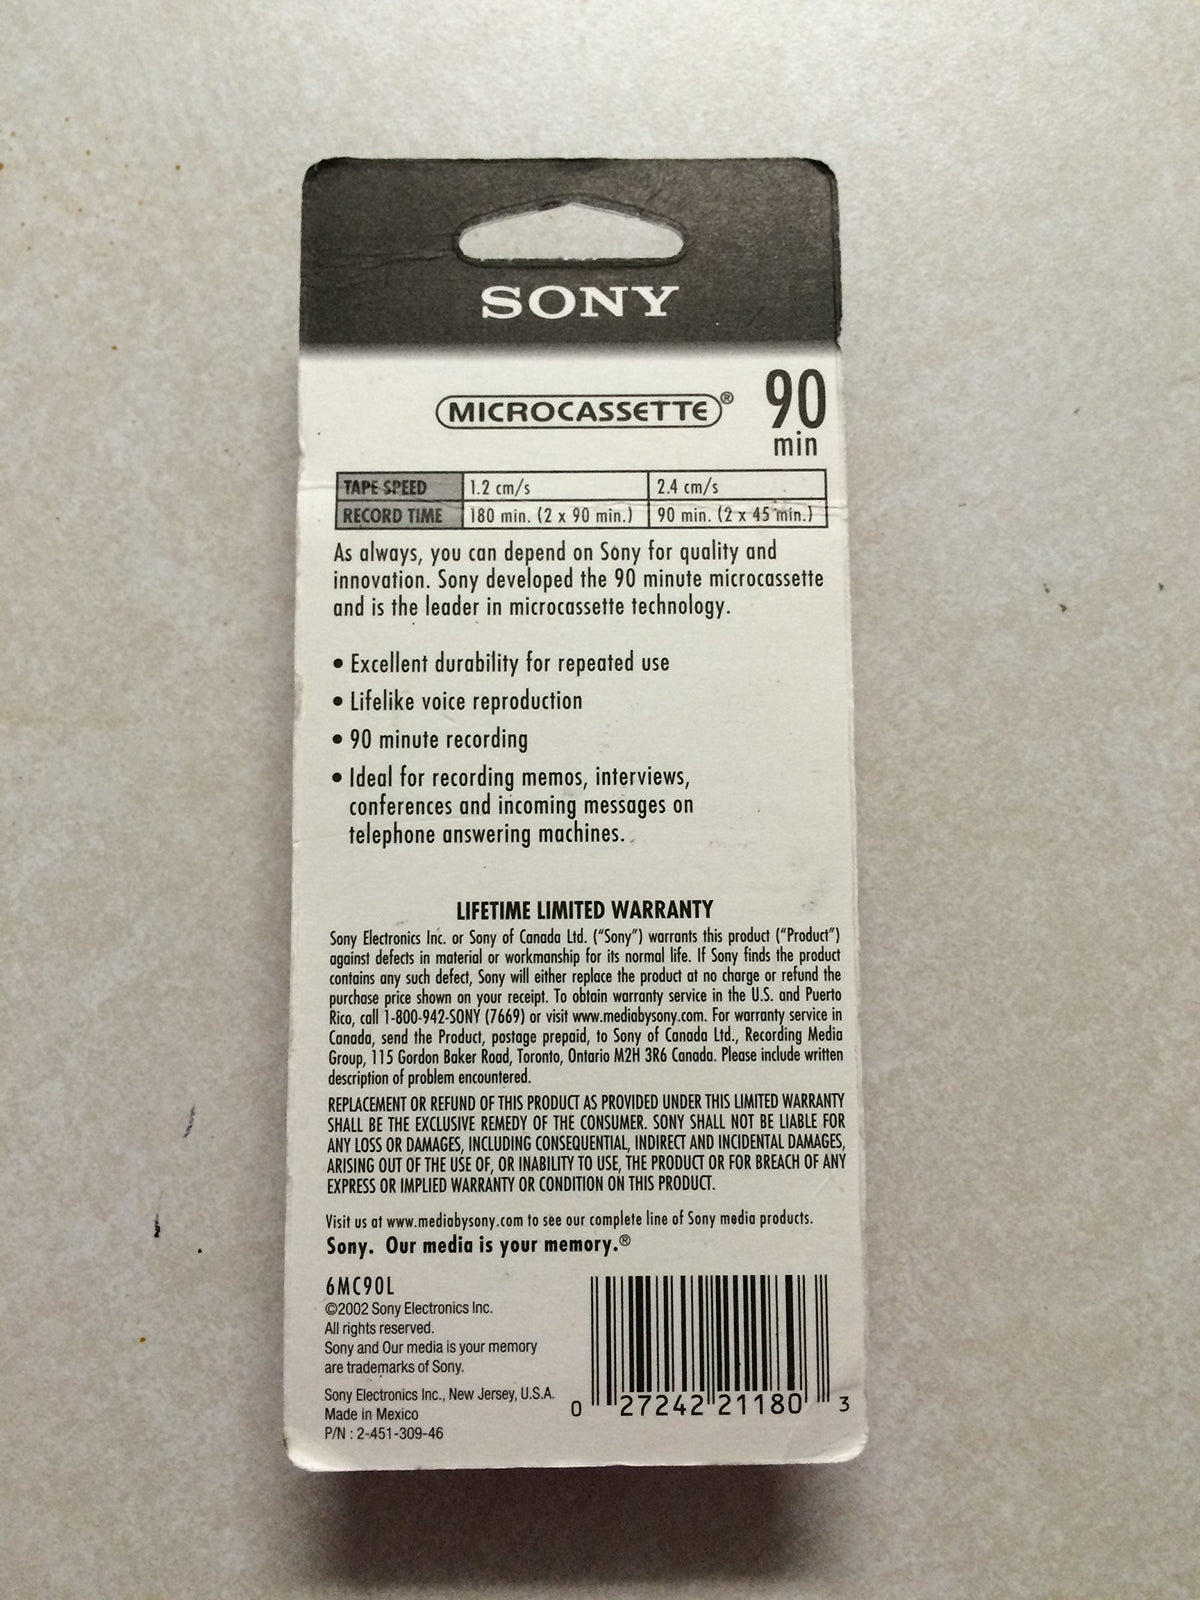 SONY
MICROCASSETTE® 90
min
TAPE SPEED 1.2 cm/s 2.4 cm/s
RECORD TIME 180 min. (2 x 90 min.) 90 min. (2 x 45 min.)
As always, you can depend on Sony for quality and
innovation. Sony developed the 90 minute microcassette
and is the leader in microcassette technology.
• Excellent durability for repeated use
• Lifelike voice reproduction
• 90 minute recording
• Ideal for recording memos, interviews,
conferences and incoming messages on
telephone answering machines.
LIFETIME LIMITED WARRANTY
Sony Electronics Inc. or Sony of Canada Ltd. (“Sony”) warrants this product (“Product”)
against defects in material or workmanship for its normal life. If Sony finds the product
contains any such defect, Sony will either replace the product at no charge or refund the
purchase price shown on your receipt. To obtain warranty service in the U.S. and Puerto
Rico, call 1-800-942-SONY (7669) or visit www.mediabysony.com. For warranty service in
Canada, send the Product, postage prepaid, to Sony of Canada Ltd., Recording Media
Group, 115 Gordon Baker Road, Toronto, Ontario M2H 3R6 Canada. Please include written
description of problem encountered.
REPLACEMENT OR REFUND OF THIS PRODUCT AS PROVIDED UNDER THIS LIMITED WARRANTY
SHALL BE THE EXCLUSIVE REMEDY OF THE CONSUMER. SONY SHALL NOT BE LIABLE FOR
ANY LOSS OR DAMAGES, INCLUDING CONSEQUENTIAL, INDIRECT AND INCIDENTAL DAMAGES,
ARISING OUT OF THE USE OF, OR INABILITY TO USE, THE PRODUCT OR FOR BREACH OF ANY
EXPRESS OR IMPLIED WARRANTY OR CONDITION ON THIS PRODUCT.
Visit us at www.mediabysony.com to see our complete line of Sony media products.
Sony. Our media is your memory.®
6MC90L
©2002 Sony Electronics Inc.
All rights reserved.
Sony and Our media is your memory
are trademarks of Sony.
Sony Electronics Inc., New Jersey, U.S.A.
Made in Mexico
P/N : 2-451-309-46
0 27242 21180 3